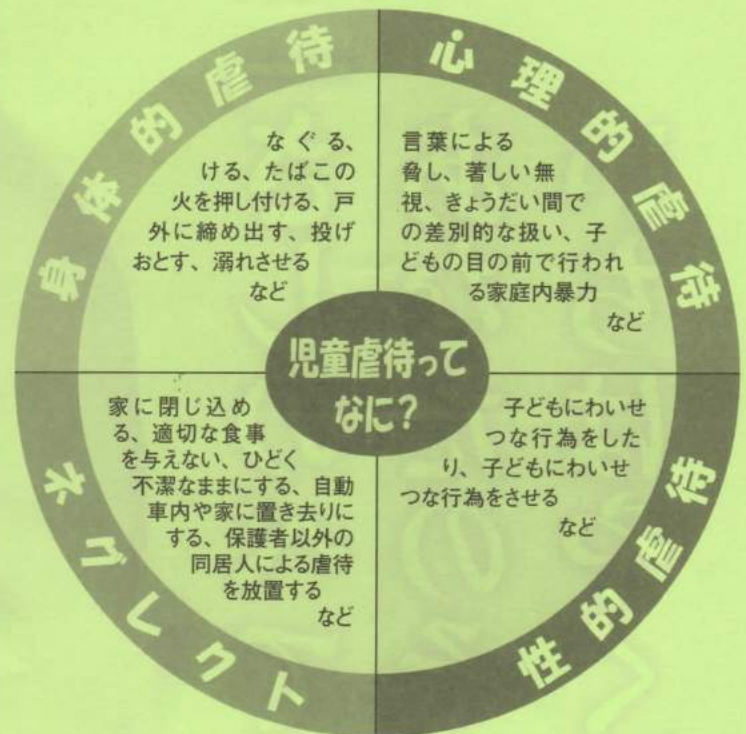 身体的虐待
なぐる、
ける、たばこの
火を押し付ける、戸
外に締め出す、投げ
おとす、溺れさせる
など
心理的虐待
言葉による
脅し、著しい無
視、きょうだい間で
の差別的な扱い、子
どもの目の前で行われ
る家庭内暴力
など
児童虐待って
なに?
ネグレクト
家に閉じ込め
る、適切な食事
を与えない、ひどく
不潔なままにする、自動
車内や家に置き去りに
する、保護者以外の
同居人による虐待
を放置する
など
性的虐待
子どもにわいせ
つな行為をした
り、子どもにわいせ
つな行為をさせる
など